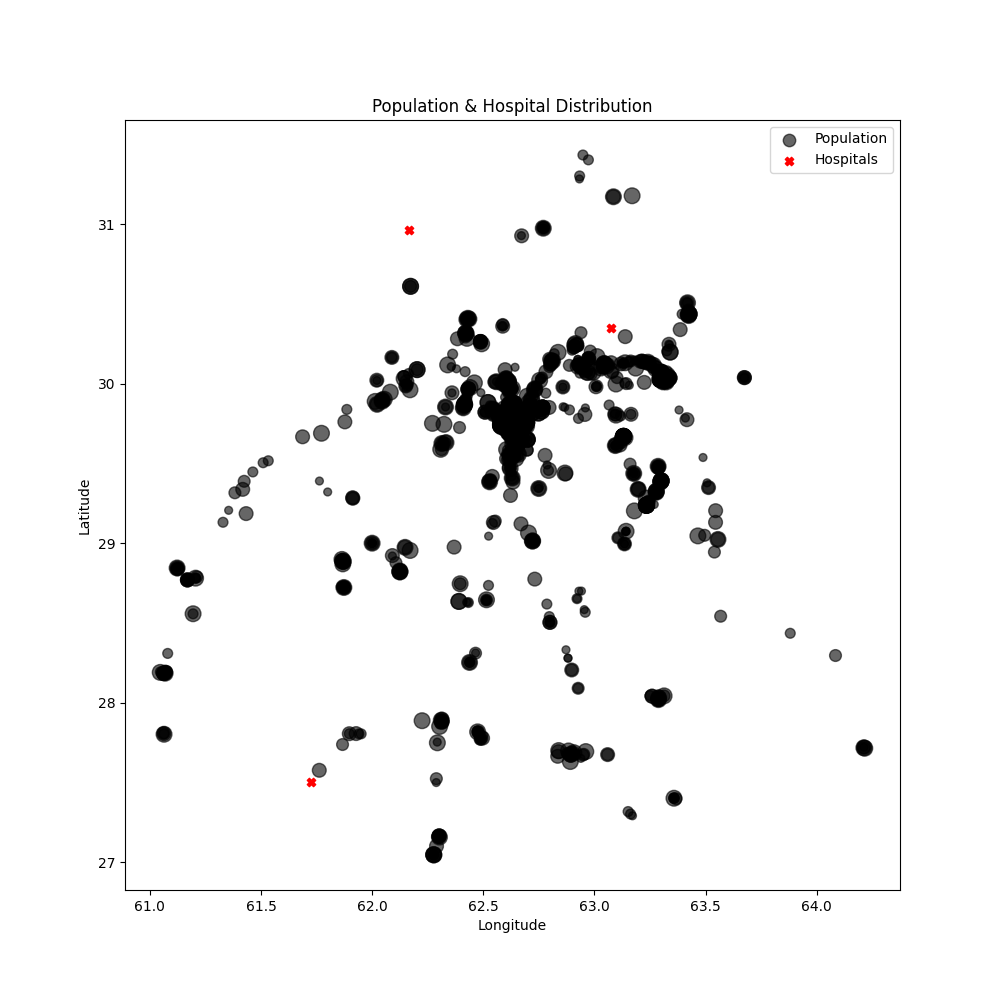 Population & Hospital Distribution
Population
Hospitals
Latitude
31
30
29
28
27
61.0 61.5 62.0 62.5 63.0 63.5 64.0
Longitude